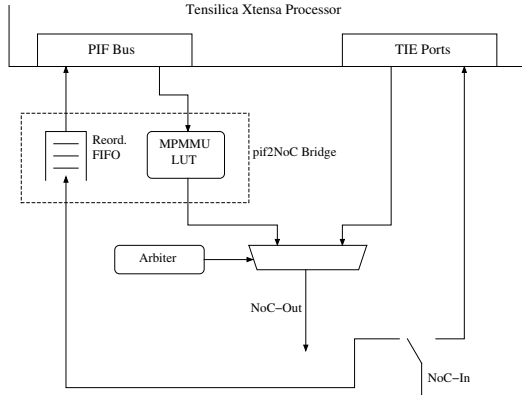 Tensilica Xtensa Processor
PIF Bus
TIE Ports
Reord.
FIFO
MPMMU
LUT
pif2NoC Bridge
Arbiter
NoC−Out
NoC−In